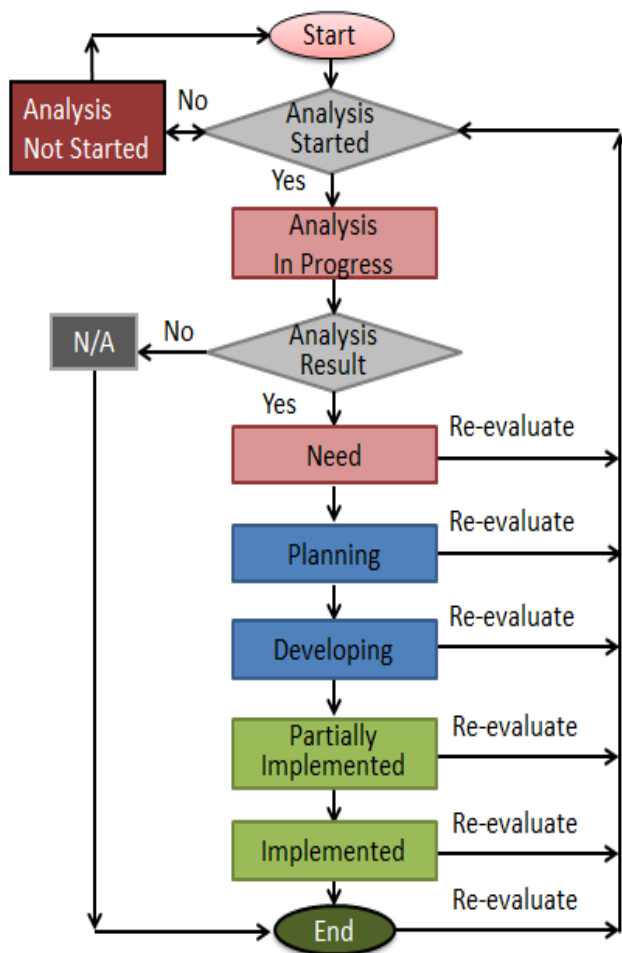 Start
Analysis
Not Started
No
Analysis
Started
Yes
Analysis
In Progress
N/A
No
Analysis
Result
Yes
Need
Re-evaluate
Planning
Re-evaluate
Developing
Re-evaluate
Partially
Implemented
Re-evaluate
Implemented
Re-evaluate
End
Re-evaluate